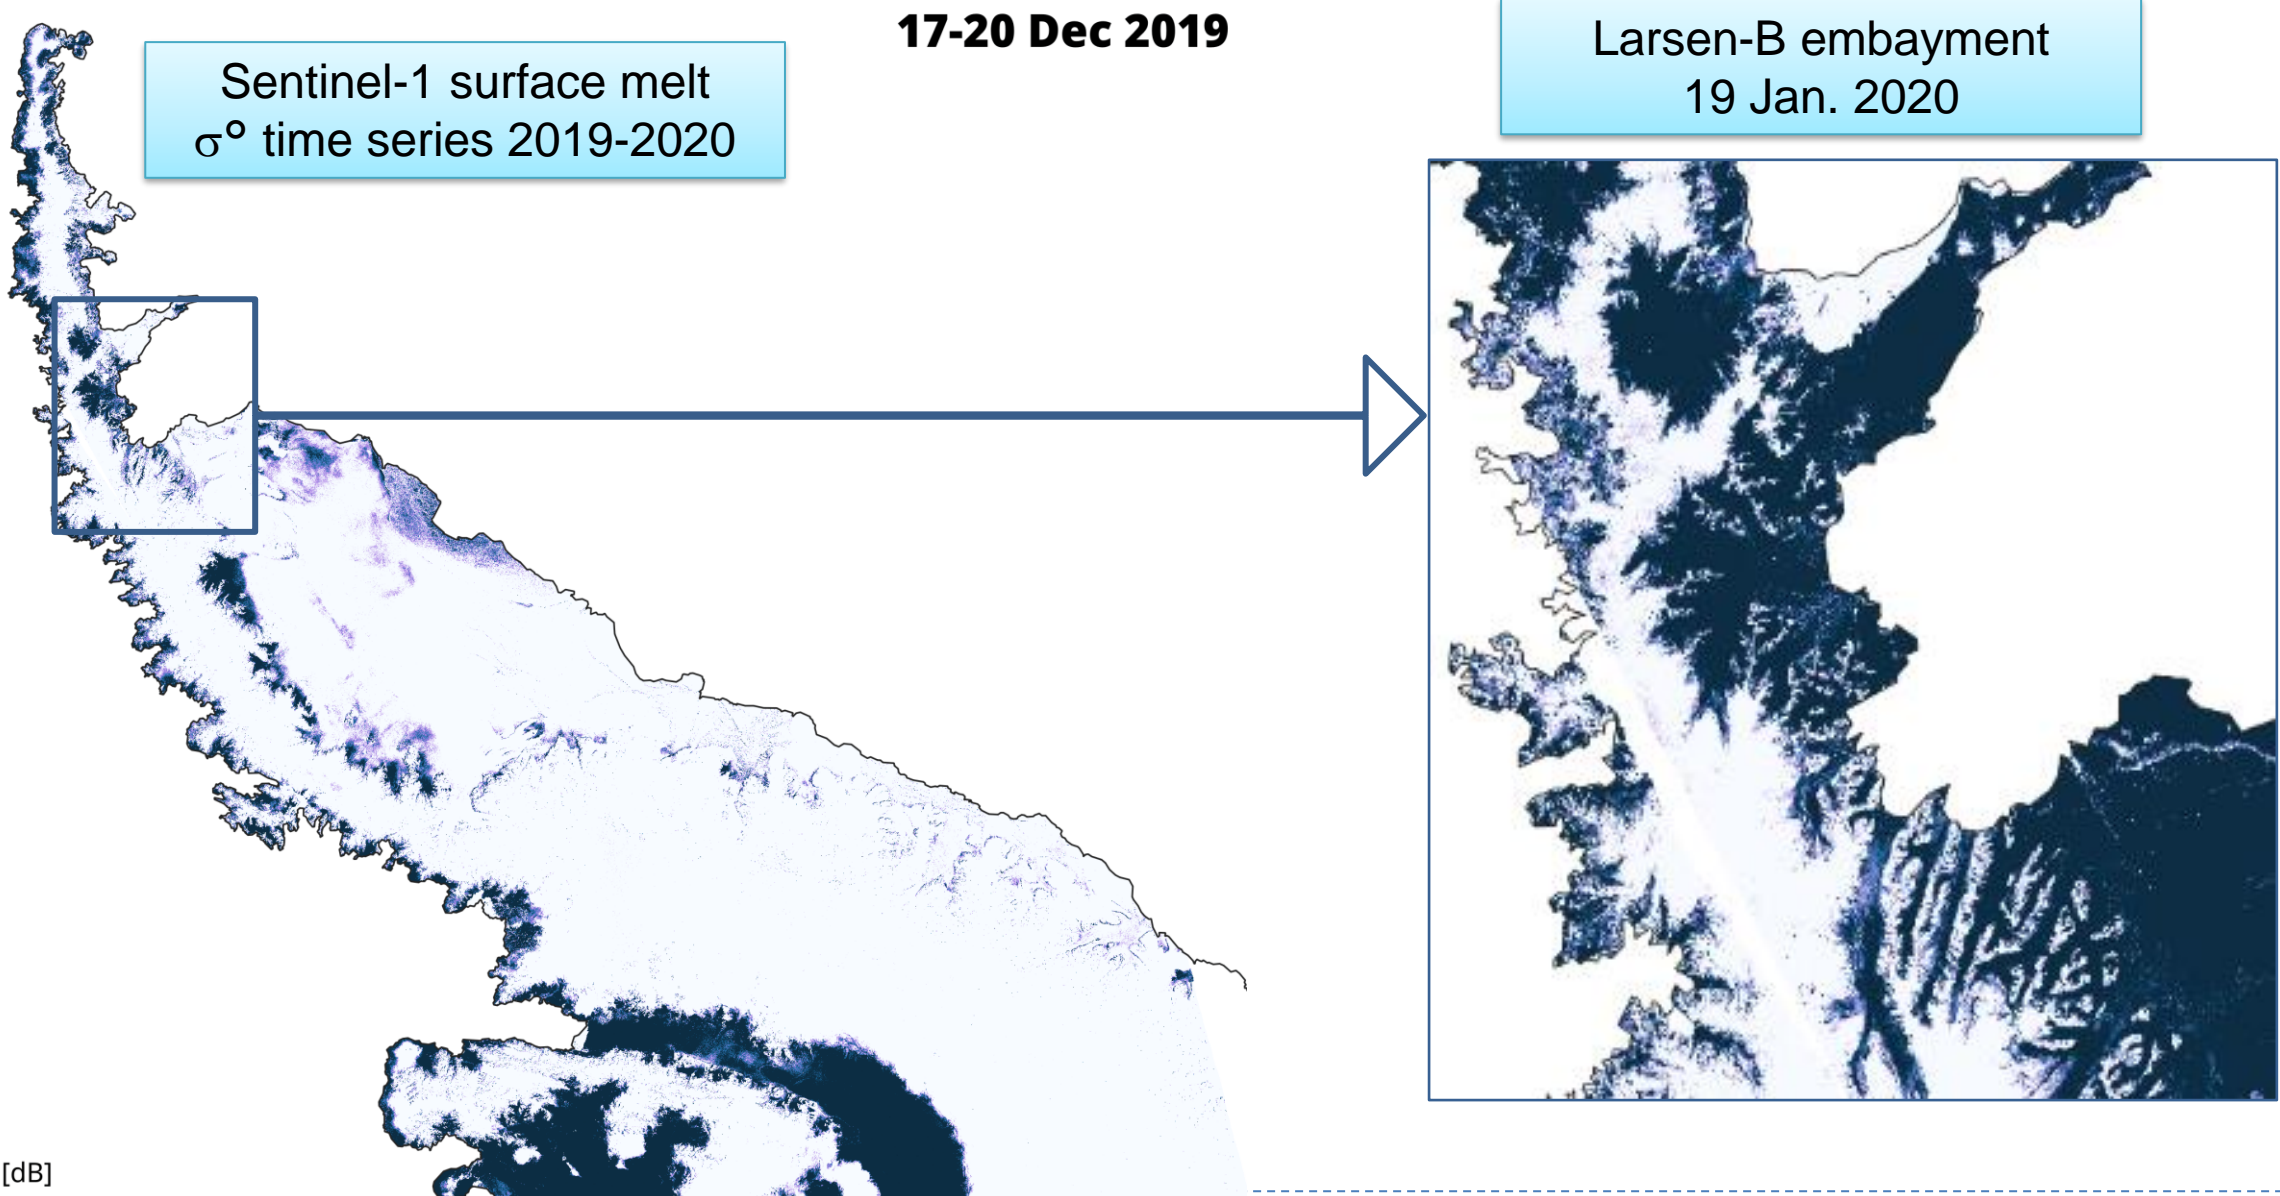 17-20 Dec 2019
Sentinel-1 surface melt
σ° time series 2019-2020
Larsen-B embayment
19 Jan. 2020
[dB]